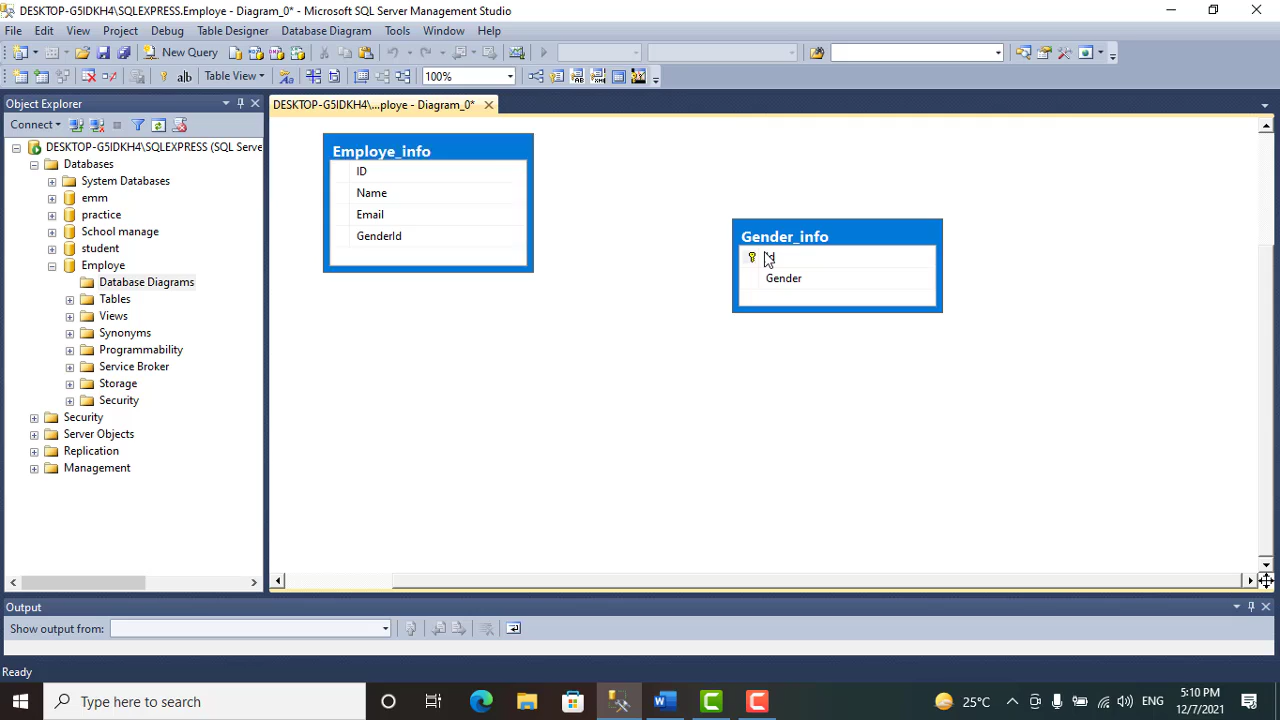 DESKTOP-G5IDKH4\SQLEXPRESS.Employe - Diagram_0* - Microsoft SQL Server Management Studio
File Edit View Project Debug Table Designer Database Diagram Tools Window Help
New Query
Table View 100%
Object Explorer
DESKTOP-G5IDKH4\...ploye - Diagram_0*
Connect
DESKTOP-G5IDKH4\SQLEXPRESS (SQL Serve
Databases
System Databases
emm
practice
School manage
student
Employe
Database Diagrams
Tables
Views
Synonyms
Programmability
Service Broker
Storage
Security
Security
Server Objects
Replication
Management
Employe_info
ID
Name
Email
GenderId
Gender_info
Gender
Output
Show output from:
Ready
Type here to search
25°C
ENG
5:10 PM
12/7/2021